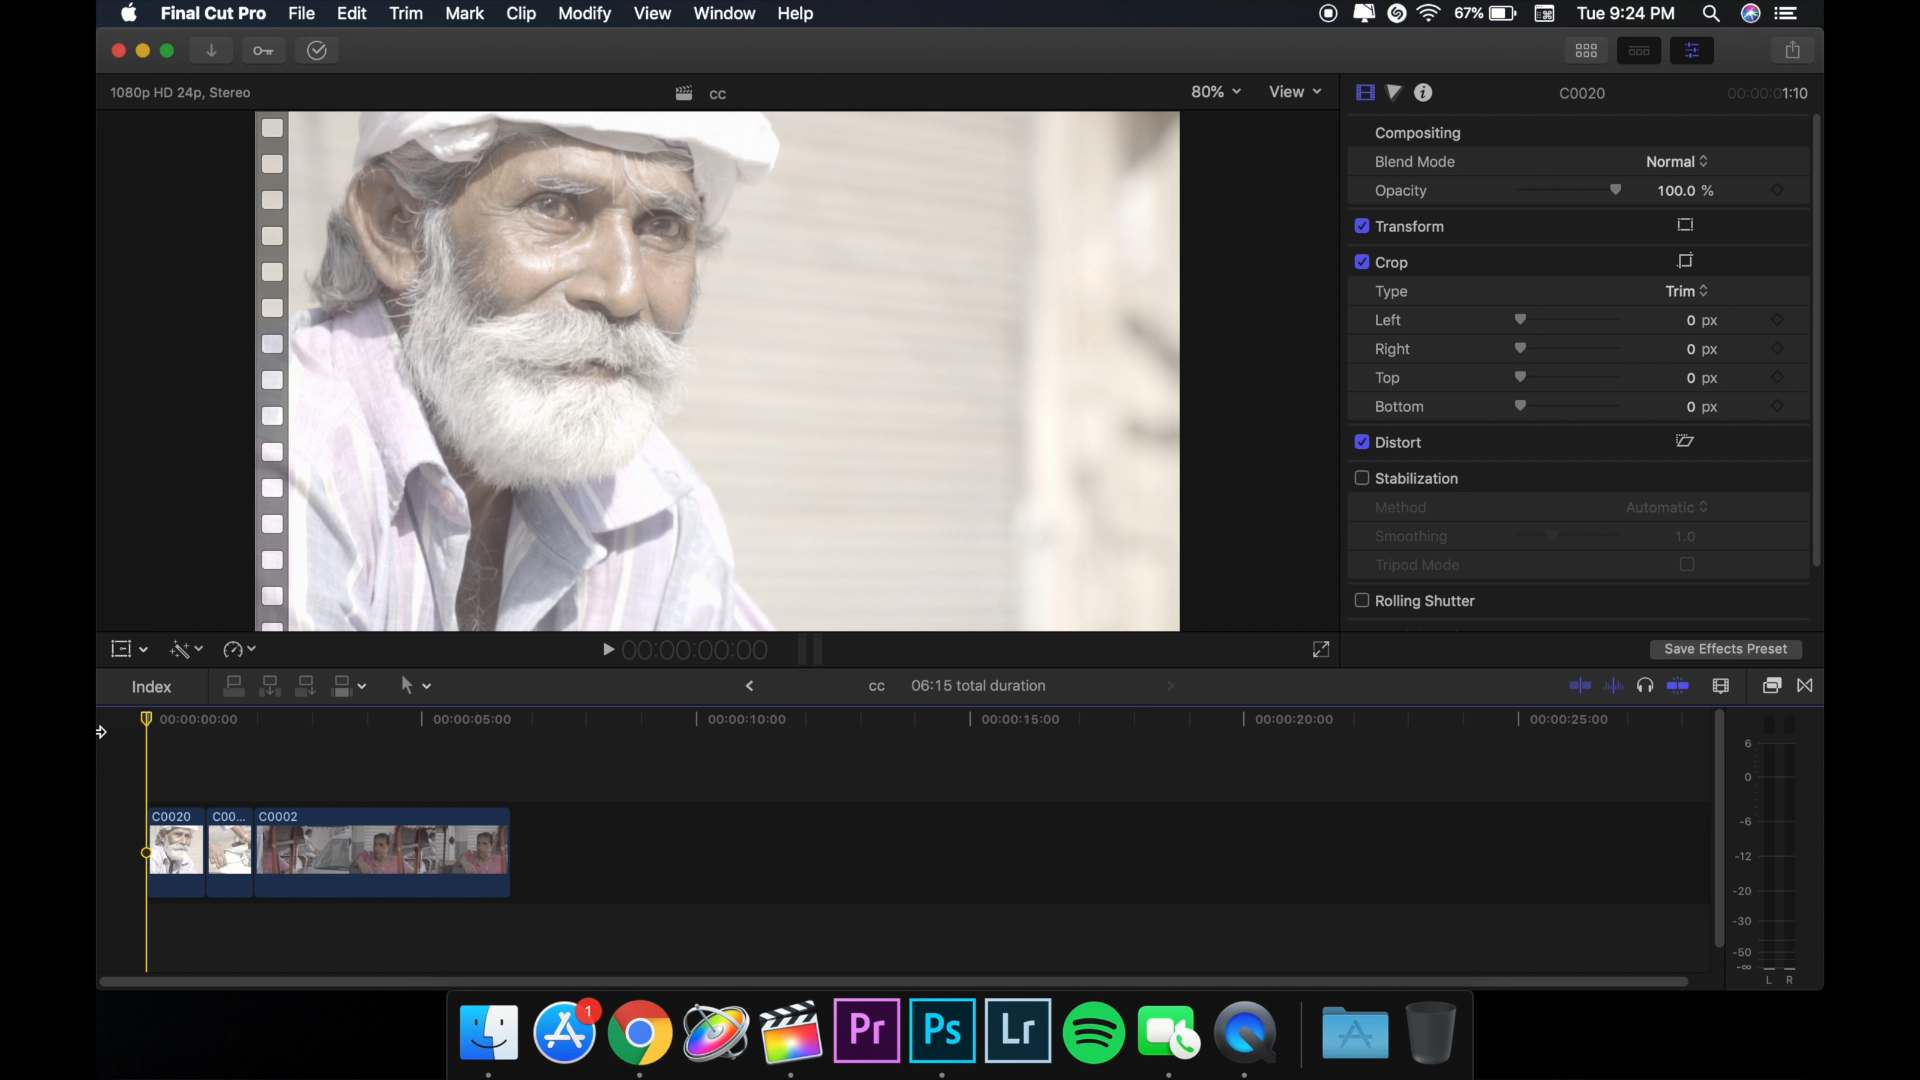 Final Cut Pro File Edit Trim Mark Clip Modify View Window Help 67% Tue 9:24 PM
1080p HD 24p, Stereo cc 80% View C0020 00:00:01:10
Compositing
Blend Mode Normal
Opacity 100.0 %
Transform
Crop
Type Trim
Left 0 px
Right 0 px
Top 0 px
Bottom 0 px
Distort
Stabilization
Method Automatic
Smoothing 1.0
Tripod Mode
Rolling Shutter
00:00:00:00 Save Effects Preset
Index cc 06:15 total duration
00:00:00:00 00:00:05:00 00:00:10:00 00:00:15:00 00:00:20:00 00:00:25:00
6
0
-6
-12
-20
-30
-50
-∞
L R
C0020 C00... C0002
1
Pr Ps Lr